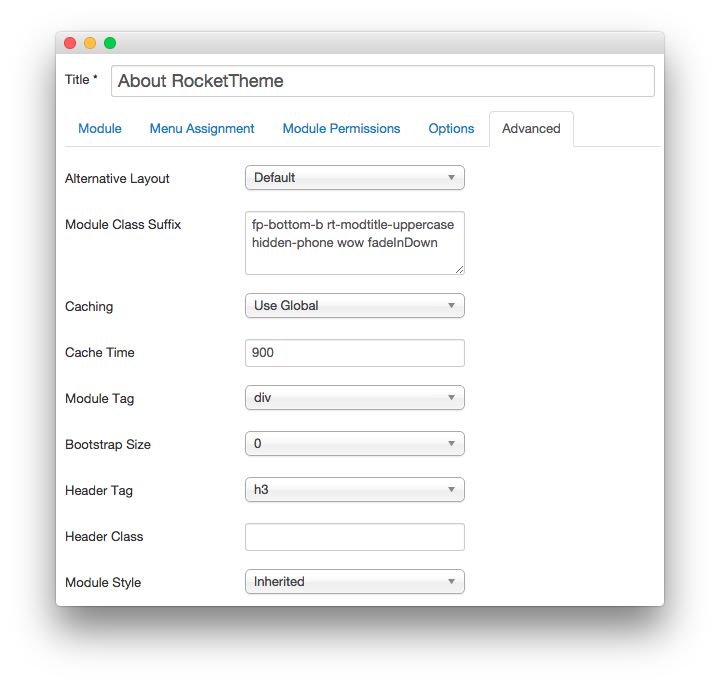 Title * About RocketTheme
Module Menu Assignment Module Permissions Options Advanced
Alternative Layout Default
Module Class Suffix fp-bottom-b rt-modtitle-uppercase
hidden-phone wow fadeInDown
Caching Use Global
Cache Time 900
Module Tag div
Bootstrap Size 0
Header Tag h3
Header Class
Module Style Inherited